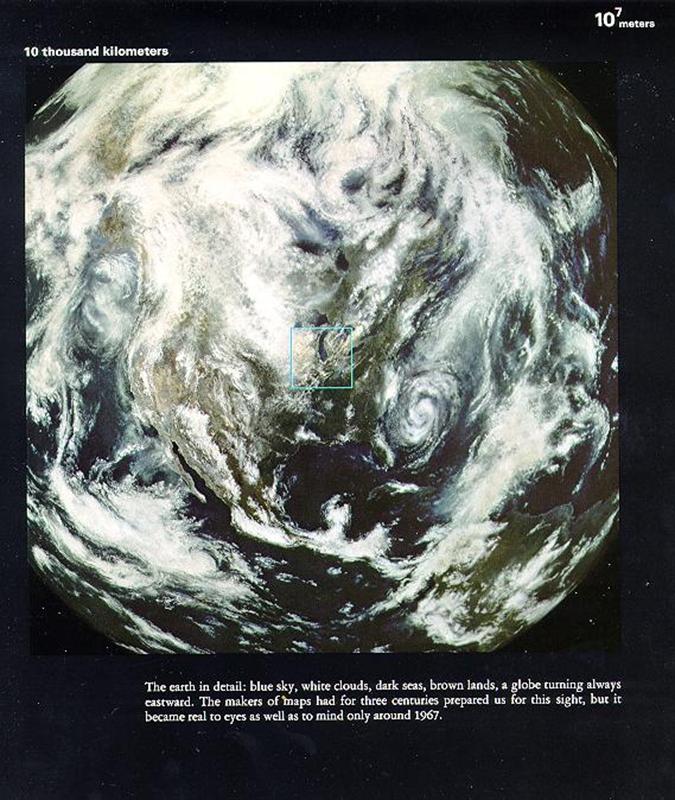 10⁷ meters
10 thousand kilometers
The earth in detail: blue sky, white clouds, dark seas, brown lands, a globe turning always
eastward. The makers of maps had for three centuries prepared us for this sight, but it
became real to eyes as well as to mind only around 1967.